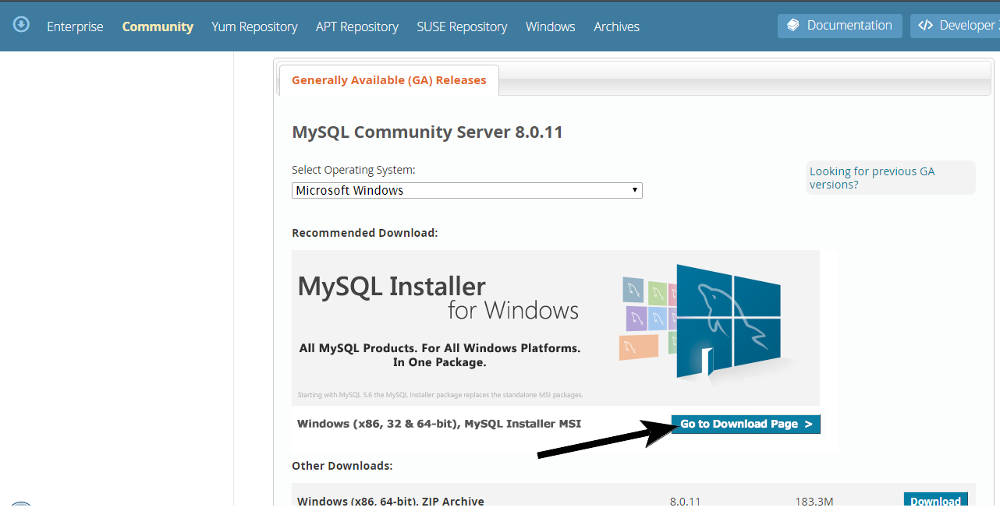 Enterprise Community Yum Repository APT Repository SUSE Repository Windows Archives Documentation </> Developer
Generally Available (GA) Releases
MySQL Community Server 8.0.11
Select Operating System:
Microsoft Windows
Looking for previous GA
versions?
Recommended Download:
MySQL Installer
for Windows
All MySQL Products. For All Windows Platforms.
In One Package.
Starting with MySQL 5.6 the MySQL Installer package replaces the standalone MSI packages.
Windows (x86, 32 & 64-bit), MySQL Installer MSI Go to Download Page >
Other Downloads:
Windows (x86, 64-bit), ZIP Archive 8.0.11 183.3M Download